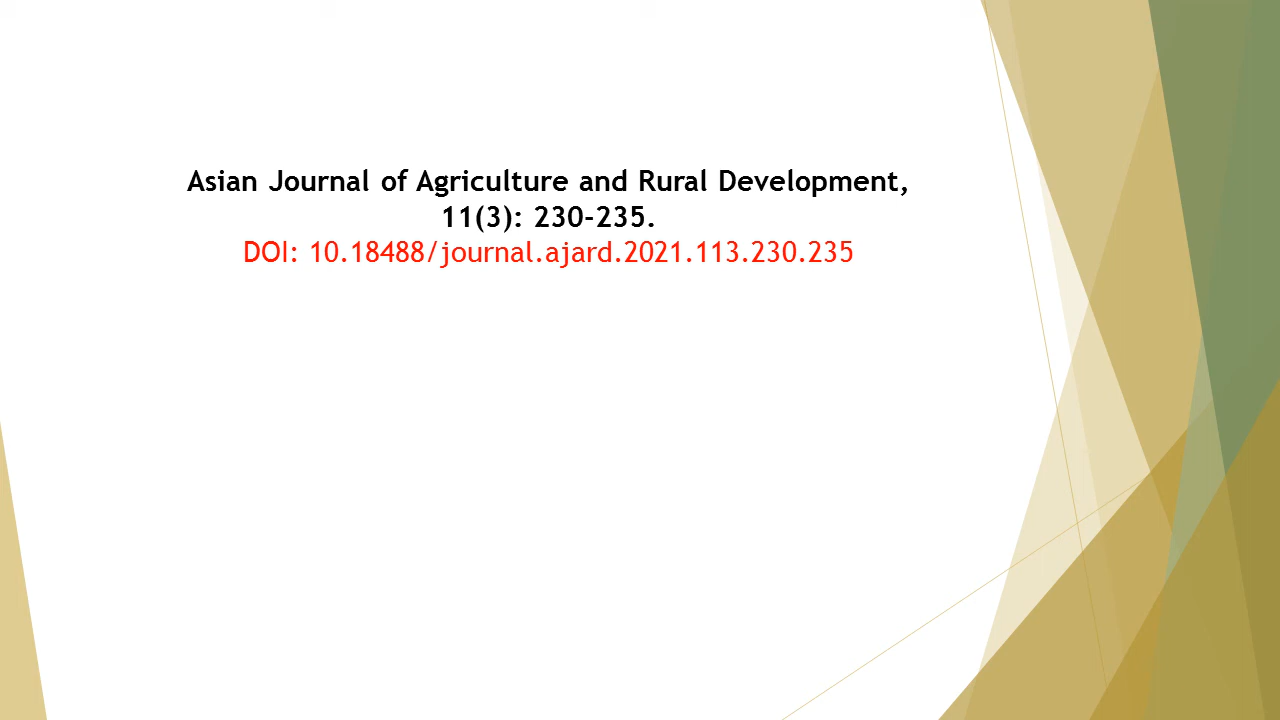 Asian Journal of Agriculture and Rural Development,
11(3): 230-235.
DOI: 10.18488/journal.ajard.2021.113.230.235